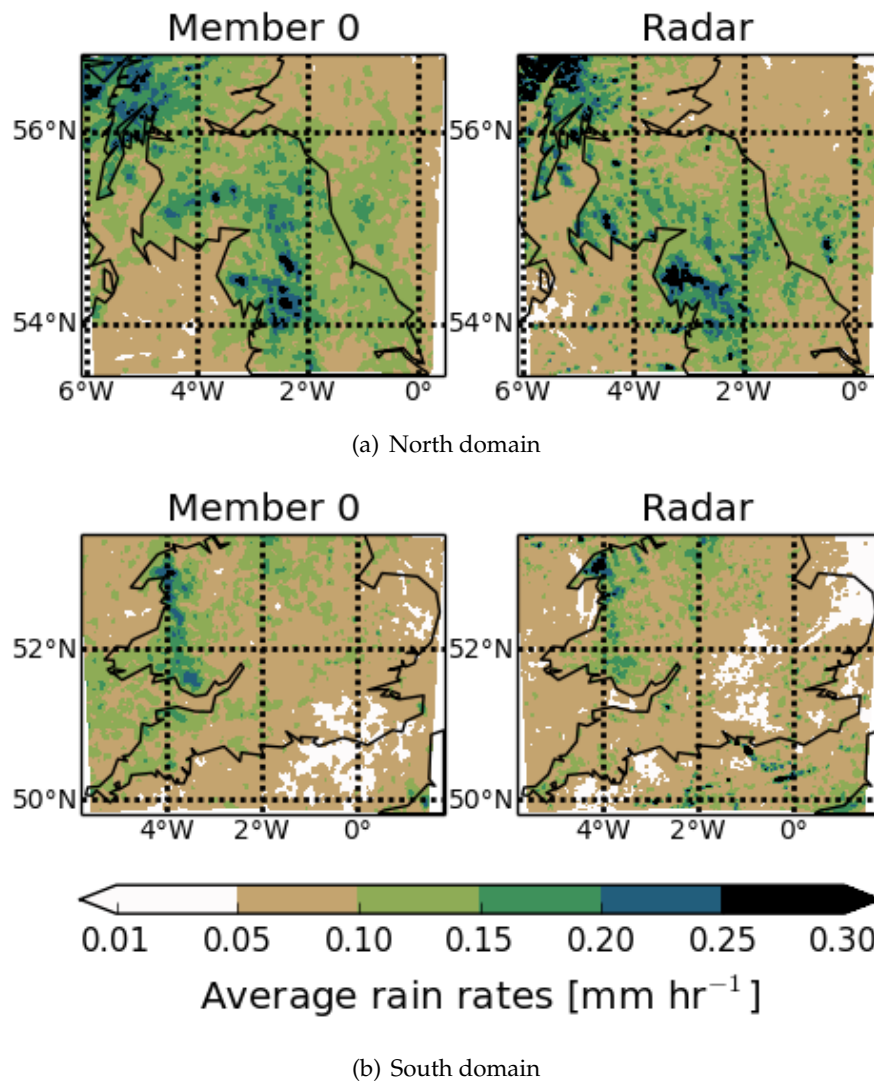 Member 0 Radar
56°N 56°N
54°N 54°N
6°W 4°W 2°W 0° 6°W 4°W 2°W 0°
(a) North domain
Member 0 Radar
52°N 52°N
50°N 50°N
4°W 2°W 0° 4°W 2°W 0°
0.01 0.05 0.10 0.15 0.20 0.25 0.30
Average rain rates [mm hr⁻¹]
(b) South domain